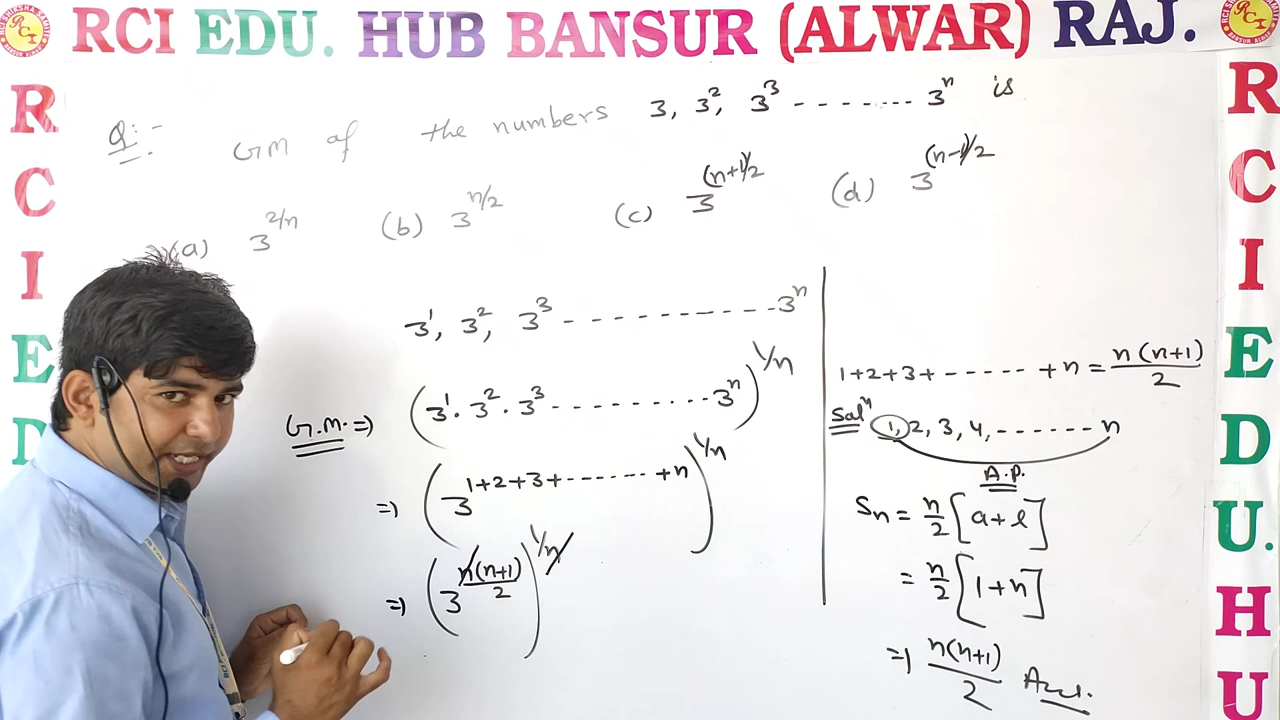 RCI EDU. HUB BANSUR (ALWAR) RAJ.
Q:- GM of the numbers 3, 3², 3³ -------- 3ⁿ is
(a) 3^{2/n} (b) 3^{n/2} (c) 3^{(n+1)/2} (d) 3^{(n-1)/2}
3¹, 3², 3³ ----------- 3ⁿ
G.M. => (3¹·3²·3³ ---------- 3ⁿ)^{1/n}
=> (3^{1+2+3+-------+n})^{1/n}
=> (3^{n(n+1)/2})^{1/n}
1+2+3+ ------ +n = n(n+1)/2
Solⁿ 1, 2, 3, 4, ------- n
A.P.
Sn = n/2 [a+l]
= n/2 [1+n]
=> n(n+1)/2 Ans.
R
C
I
E
D
R
C
I
E
D
U.
H
U